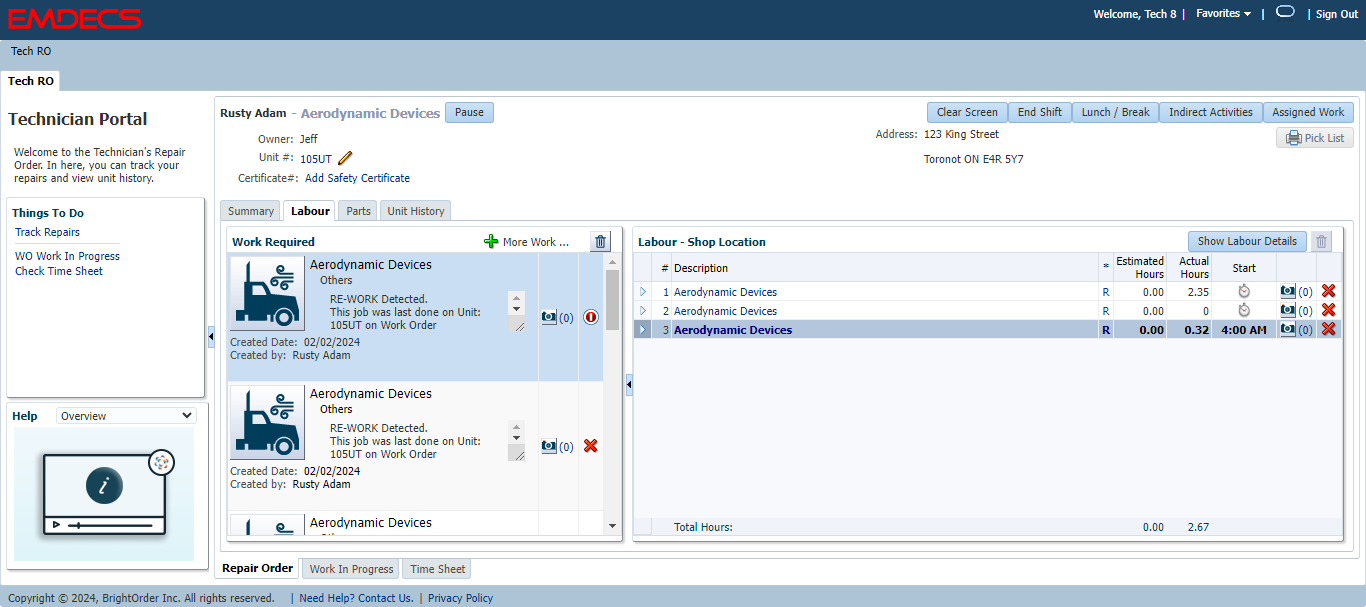 EMDECS
Welcome, Tech 8 | Favorites | | Sign Out
Tech RO
Tech RO
Technician Portal
Welcome to the Technician's Repair
Order. In here, you can track your
repairs and view unit history.
Things To Do
Track Repairs
WO Work In Progress
Check Time Sheet
Help Overview
i
Rusty Adam - Aerodynamic Devices Pause
Clear Screen End Shift Lunch / Break Indirect Activities Assigned Work
Owner: Jeff
Unit #: 105UT
Certificate#: Add Safety Certificate
Address: 123 King Street
Toronot ON E4R 5Y7
Pick List
Summary Labour Parts Unit History
Work Required More Work ...
Aerodynamic Devices
Others
RE-WORK Detected.
This job was last done on Unit:
105UT on Work Order
(0)
Created Date: 02/02/2024
Created by: Rusty Adam
Aerodynamic Devices
Others
RE-WORK Detected.
This job was last done on Unit:
105UT on Work Order
(0)
Created Date: 02/02/2024
Created by: Rusty Adam
Aerodynamic Devices
Others
Labour - Shop Location Show Labour Details
# Description * Estimated Hours Actual Hours Start
1 Aerodynamic Devices R 0.00 2.35 (0)
2 Aerodynamic Devices R 0.00 0 (0)
3 Aerodynamic Devices R 0.00 0.32 4:00 AM (0)
Total Hours: 0.00 2.67
Repair Order Work In Progress Time Sheet
Copyright © 2024, BrightOrder Inc. All rights reserved. | Need Help? Contact Us. | Privacy Policy